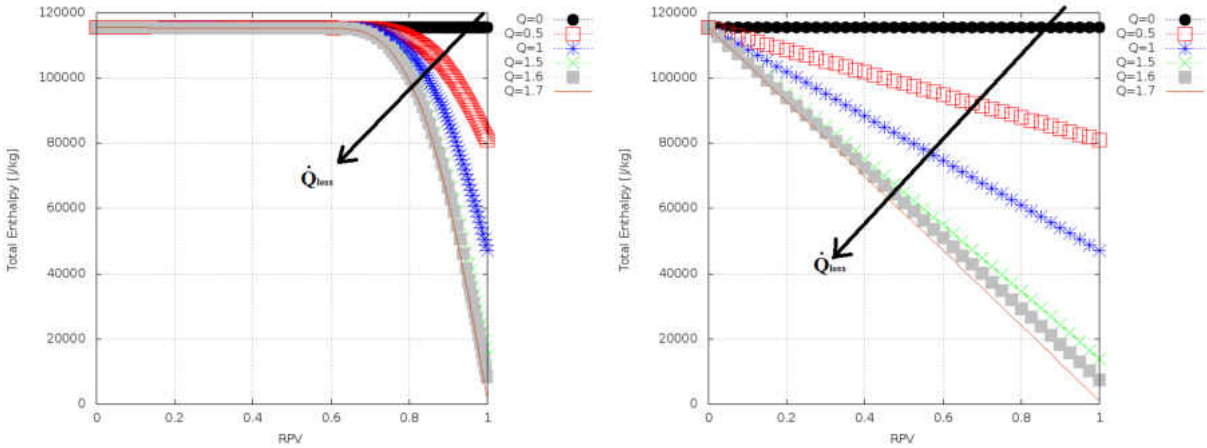 120000
100000
80000
60000
40000
20000
0
Total Enthalpy [J/kg]
0
0.2
0.4
0.6
0.8
1
RPV
Q=0
Q=0.5
Q=1
Q=1.5
Q=1.6
Q=1.7
Q̇loss
120000
100000
80000
60000
40000
20000
0
Total Enthalpy [J/kg]
0
0.2
0.4
0.6
0.8
1
RPV
Q=0
Q=0.5
Q=1
Q=1.5
Q=1.6
Q=1.7
Q̇loss